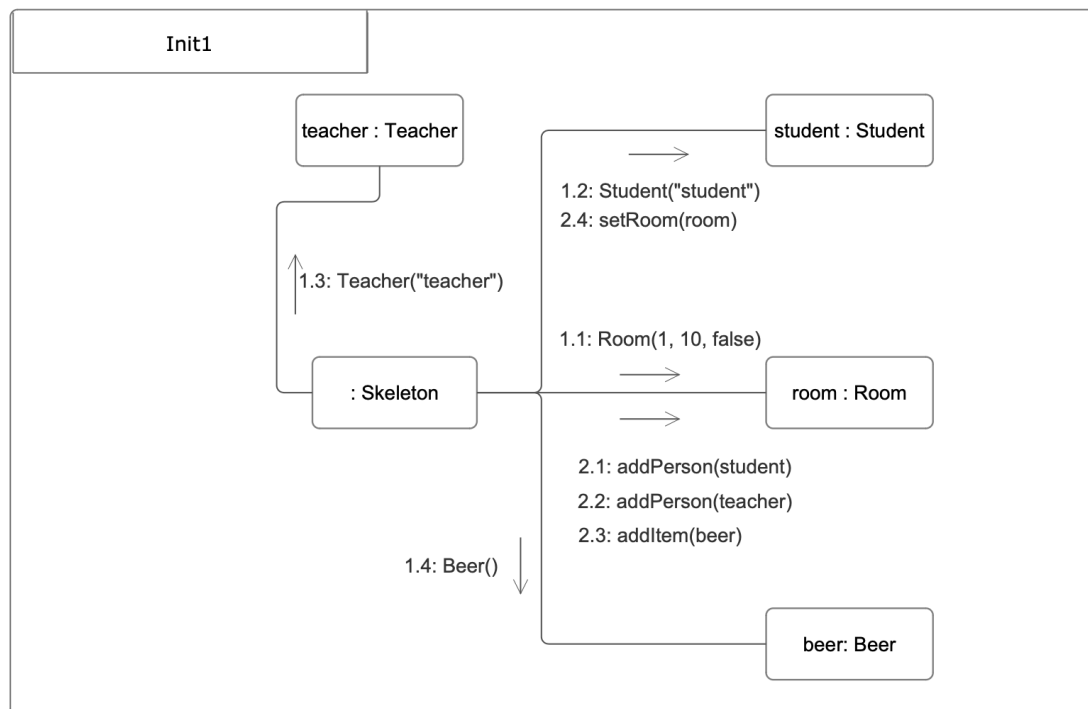 Init1
teacher : Teacher
student : Student
1.2: Student("student")
2.4: setRoom(room)
1.3: Teacher("teacher")
1.1: Room(1, 10, false)
: Skeleton
room : Room
2.1: addPerson(student)
2.2: addPerson(teacher)
2.3: addItem(beer)
1.4: Beer()
beer: Beer